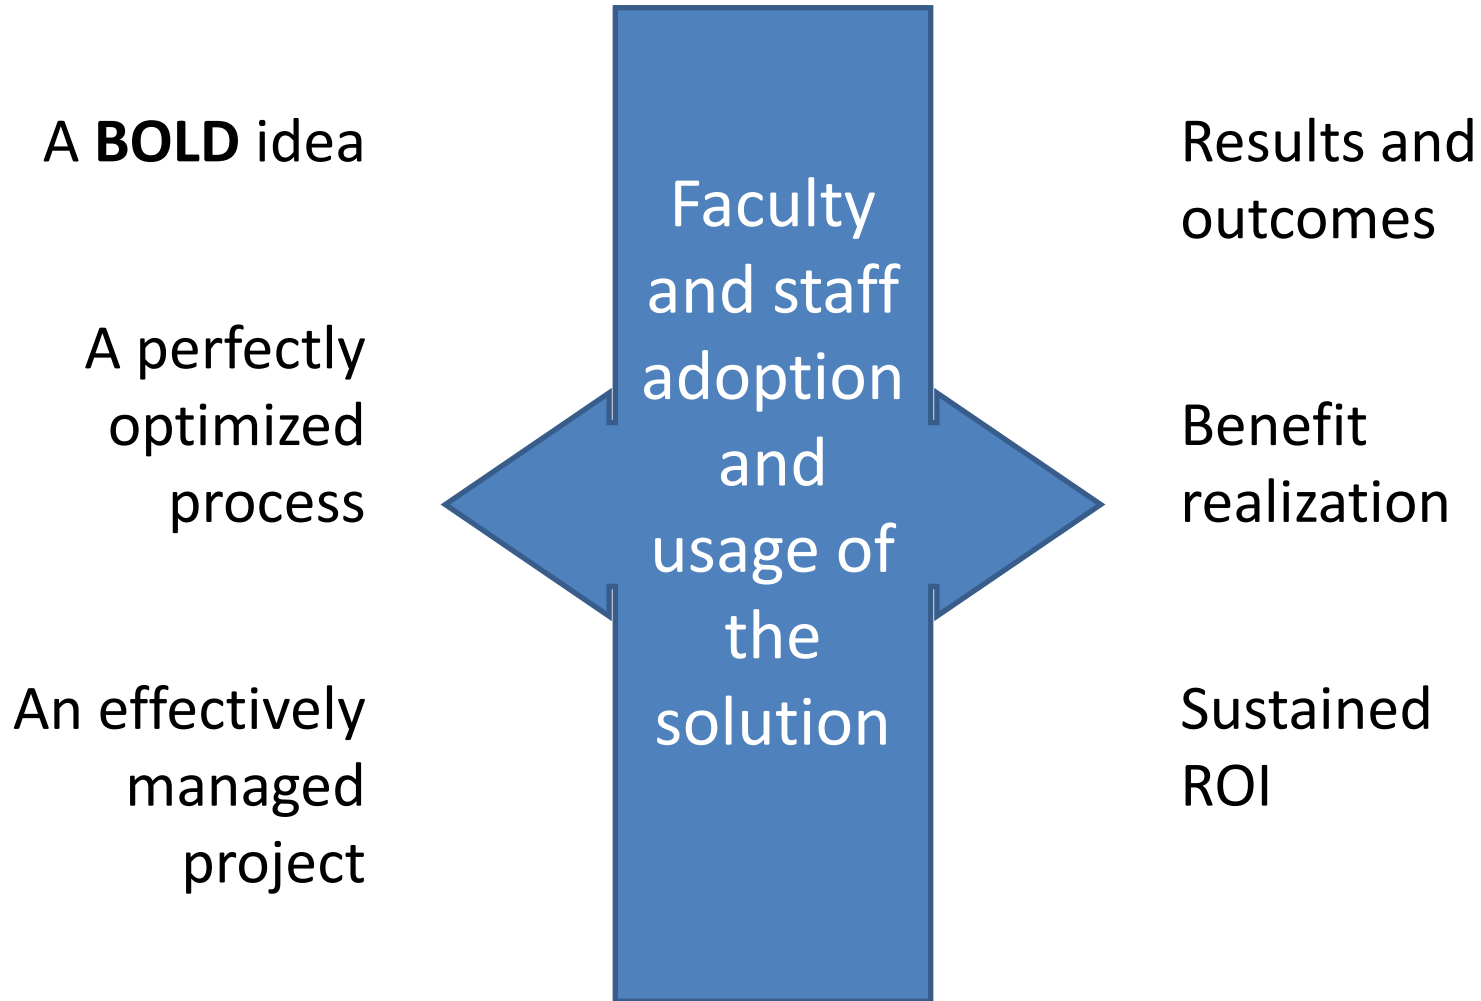 A BOLD idea
A perfectly
optimized
process
An effectively
managed
project
Faculty
and staff
adoption
and
usage of
the
solution
Results and
outcomes
Benefit
realization
Sustained
ROI